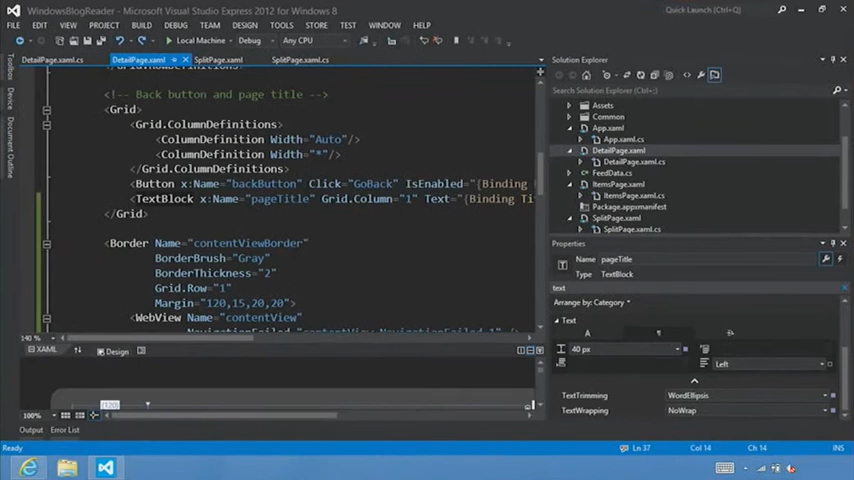 WindowsBlogReader - Microsoft Visual Studio Express 2012 for Windows 8
Quick Launch (Ctrl+Q)
FILE EDIT VIEW PROJECT BUILD DEBUG TEAM TOOLS STORE TEST WINDOW HELP
Local Machine Debug Any CPU
DetailPage.xaml.cs DetailPage.xaml SplitPage.xaml SplitPage.xaml.cs
Toolbox
Device
Document Outline
<!-- Back button and page title -->
<Grid>
<Grid.ColumnDefinitions>
<ColumnDefinition Width="Auto"/>
<ColumnDefinition Width="*"/>
</Grid.ColumnDefinitions>
<Button x:Name="backButton" Click="GoBack" IsEnabled="{Binding
<TextBlock x:Name="pageTitle" Grid.Column="1" Text="{Binding Ti
</Grid>
<Border Name="contentViewBorder"
BorderBrush="Gray"
BorderThickness="2"
Grid.Row="1"
Margin="120,15,20,20">
<WebView Name="contentView"
140 %
XAML Design
(120)
100%
Output Error List
Solution Explorer
Search Solution Explorer (Ctrl+;)
Assets
Common
App.xaml
App.xaml.cs
DetailPage.xaml
DetailPage.xaml.cs
FeedData.cs
ItemsPage.xaml
ItemsPage.xaml.cs
Package.appxmanifest
SplitPage.xaml
SplitPage.xaml.cs
Properties
Name pageTitle
Type TextBlock
text
Arrange by: Category
Text
A ¶
40 px
Left
TextTrimming WordEllipsis
TextWrapping NoWrap
Ready Ln 37 Col 14 Ch 14 INS